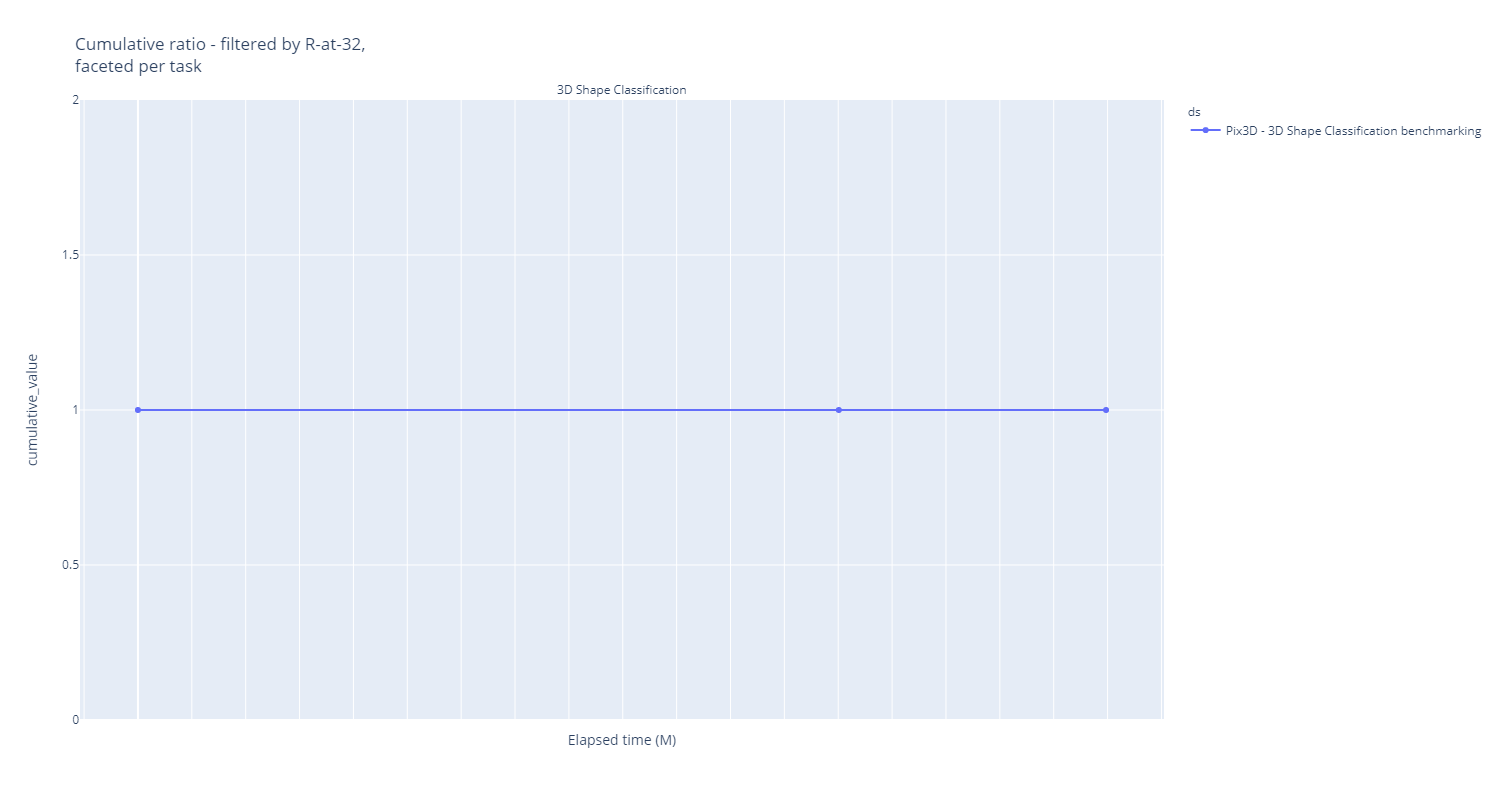 Cumulative ratio - filtered by R-at-32,
faceted per task
3D Shape Classification
ds
Pix3D - 3D Shape Classification benchmarking
2
1.5
1
0.5
0
cumulative_value
Elapsed time (M)